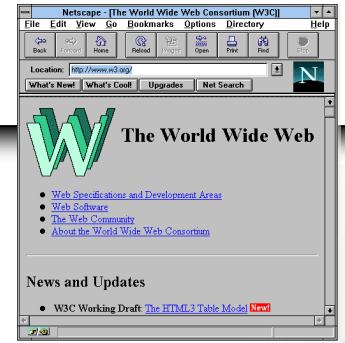 Netscape - [The World Wide Web Consortium (W3C)]
File Edit View Go Bookmarks Options Directory Help
Back Forward Home Reload Images Open Print Find Stop
Location: http://www.w3.org/
What's New! What's Cool! Upgrades Net Search
N
W
The World Wide Web
Web Specifications and Development Areas
Web Software
The Web Community
About the World Wide Web Consortium
News and Updates
W3C Working Draft The HTML3 Table Model New!